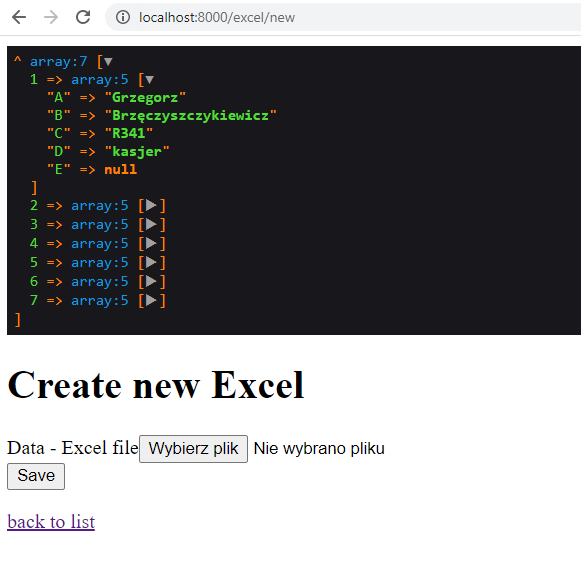 localhost:8000/excel/new
^ array:7 [▼
1 => array:5 [▼
"A" => "Grzegorz"
"B" => "Brzęczyszczykiewicz"
"C" => "R341"
"D" => "kasjer"
"E" => null
]
2 => array:5 [▶]
3 => array:5 [▶]
4 => array:5 [▶]
5 => array:5 [▶]
6 => array:5 [▶]
7 => array:5 [▶]
]
Create new Excel
Data - Excel file Wybierz plik Nie wybrano pliku
Save
back to list